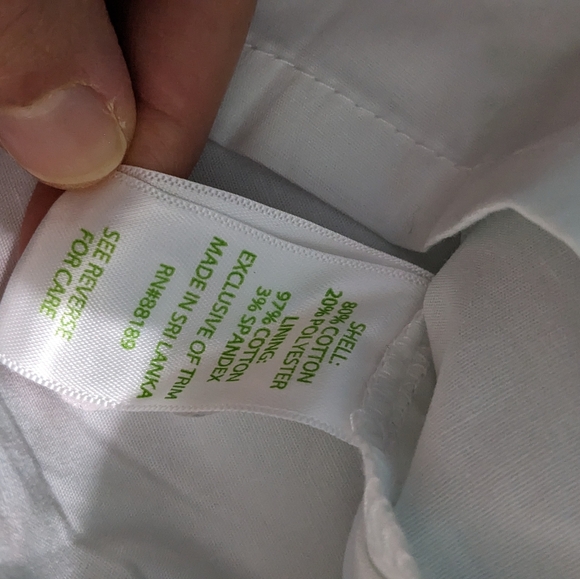 SHELL:
80% COTTON
20% POLYESTER
LINING:
97% COTTON
3% SPANDEX
EXCLUSIVE OF TRIM
MADE IN SRI LANKA
RN#88189
SEE REVERSE
FOR CARE